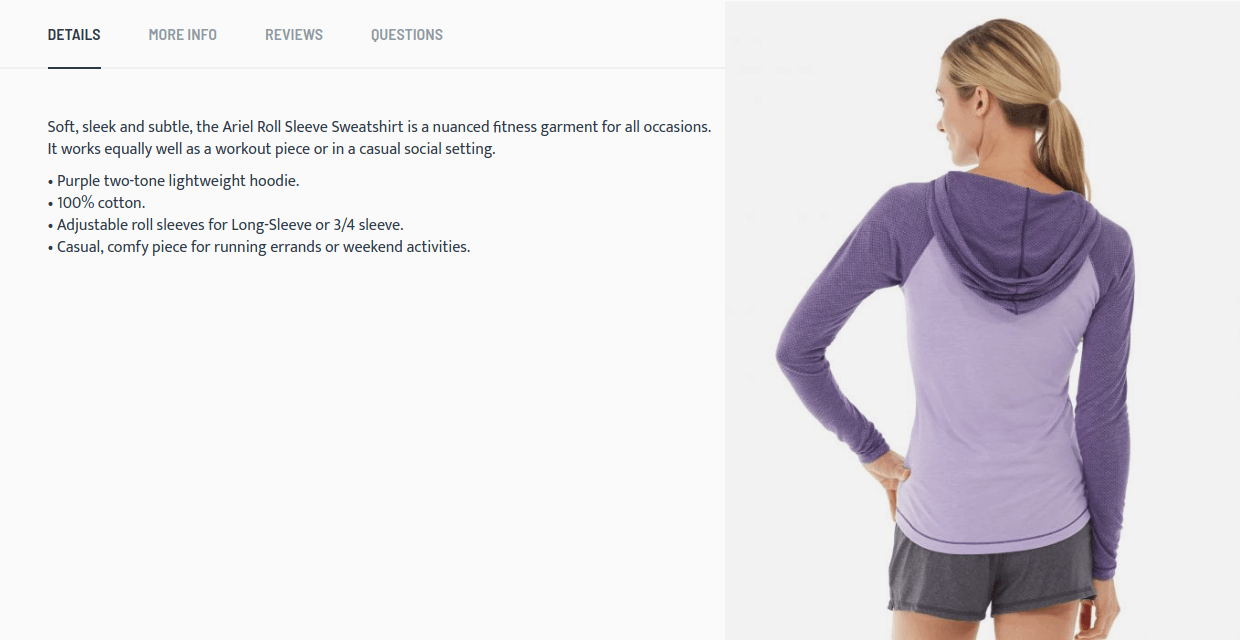 DETAILS MORE INFO REVIEWS QUESTIONS
Soft, sleek and subtle, the Ariel Roll Sleeve Sweatshirt is a nuanced fitness garment for all occasions.
It works equally well as a workout piece or in a casual social setting.
• Purple two-tone lightweight hoodie.
• 100% cotton.
• Adjustable roll sleeves for Long-Sleeve or 3/4 sleeve.
• Casual, comfy piece for running errands or weekend activities.